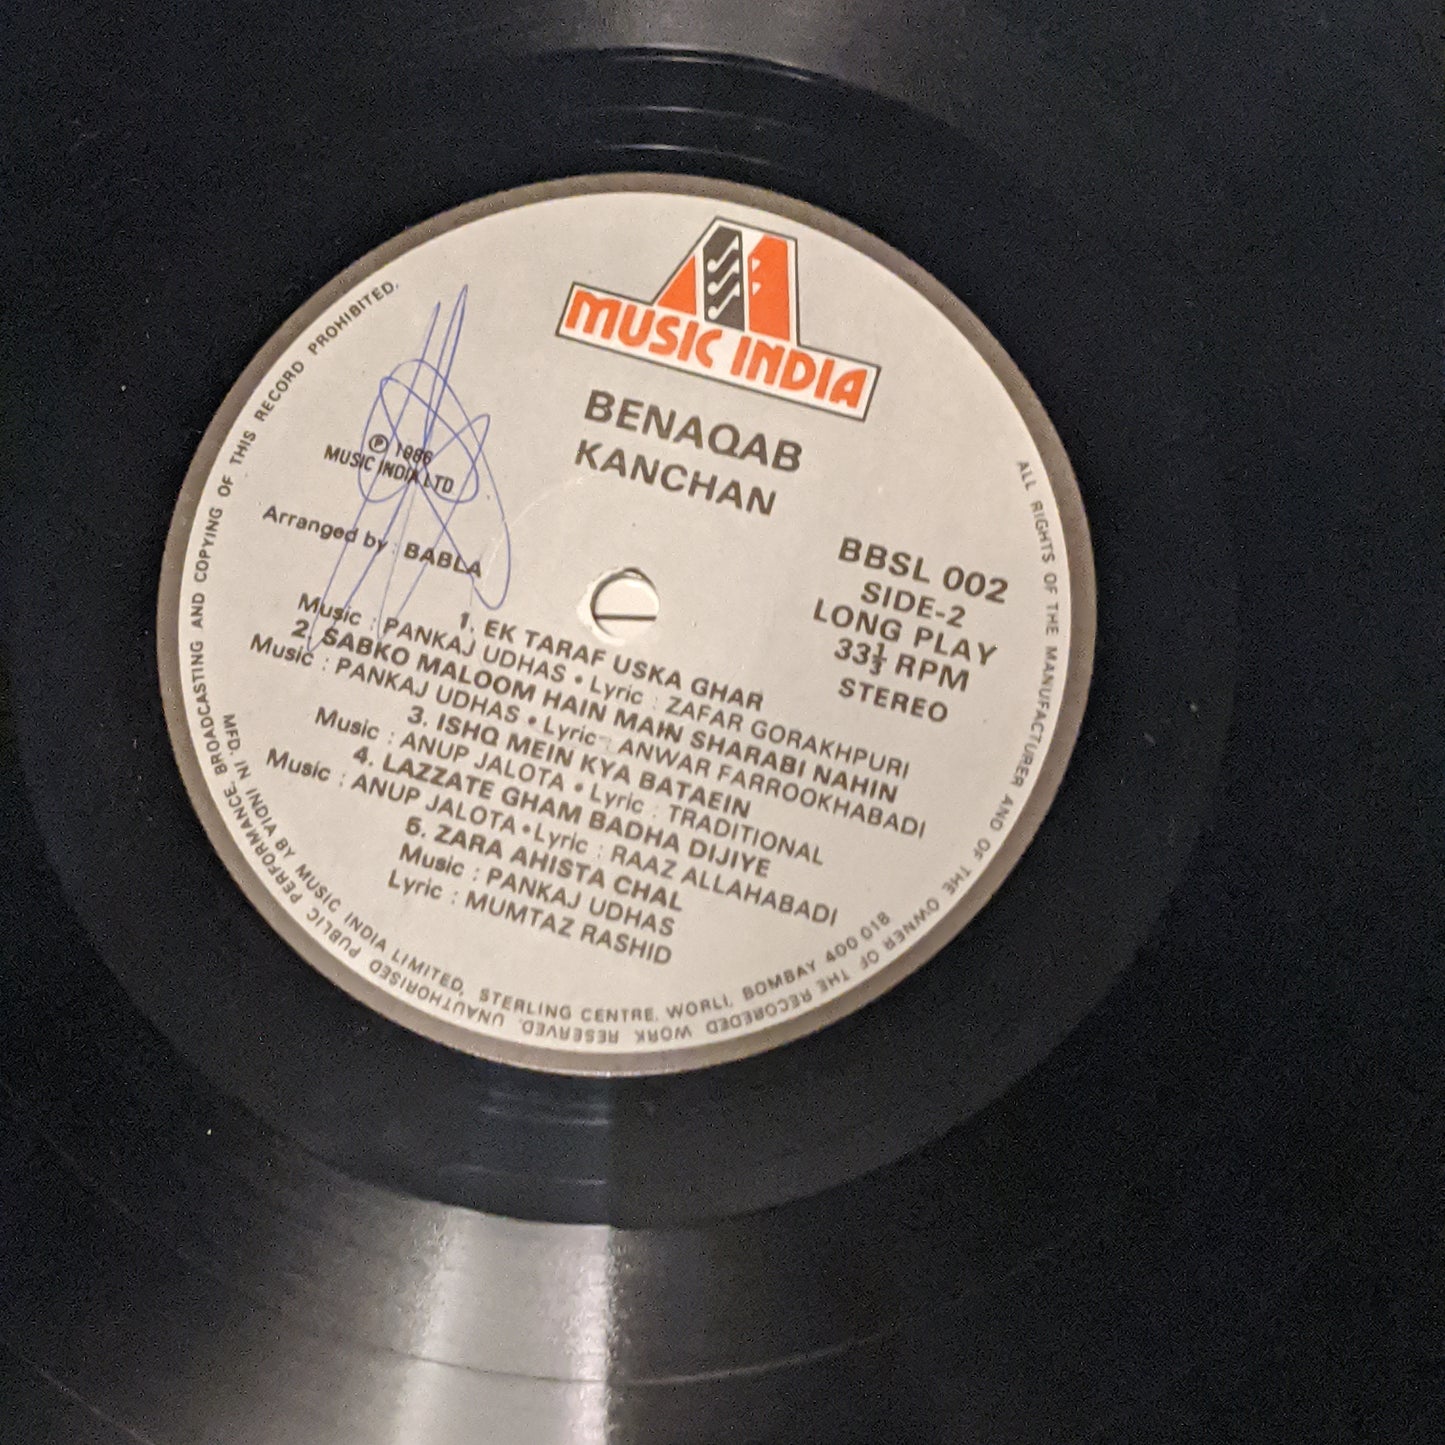 MUSIC INDIA
BENAQAB
KANCHAN
℗ 1986
MUSIC INDIA LTD
Arranged by : BABLA
BBSL 002
SIDE-2
LONG PLAY
33⅓ RPM
STEREO
1. EK TARAF USKA GHAR
Music : PANKAJ UDHAS • Lyric : ZAFAR GORAKHPURI
2. SABKO MALOOM HAIN MAIN SHARABI NAHIN
Music : PANKAJ UDHAS • Lyric : ANWAR FARROOKHABADI
3. ISHQ MEIN KYA BATAEIN
Music : ANUP JALOTA • Lyric : TRADITIONAL
4. LAZZATE GHAM BADHA DIJIYE
Music : ANUP JALOTA • Lyric : RAAZ ALLAHABADI
5. ZARA AHISTA CHAL
Music : PANKAJ UDHAS
Lyric : MUMTAZ RASHID
MFD. IN INDIA BY MUSIC INDIA LIMITED, STERLING CENTRE, WORLI, BOMBAY 400 018
ALL RIGHTS OF THE MANUFACTURER AND OF THE OWNER OF THE RECOREDED WORK RESERVED. UNAUTHORISED PUBLIC PERFORMANCE, BROADCASTING AND COPYING OF THIS RECORD PROHIBITED.